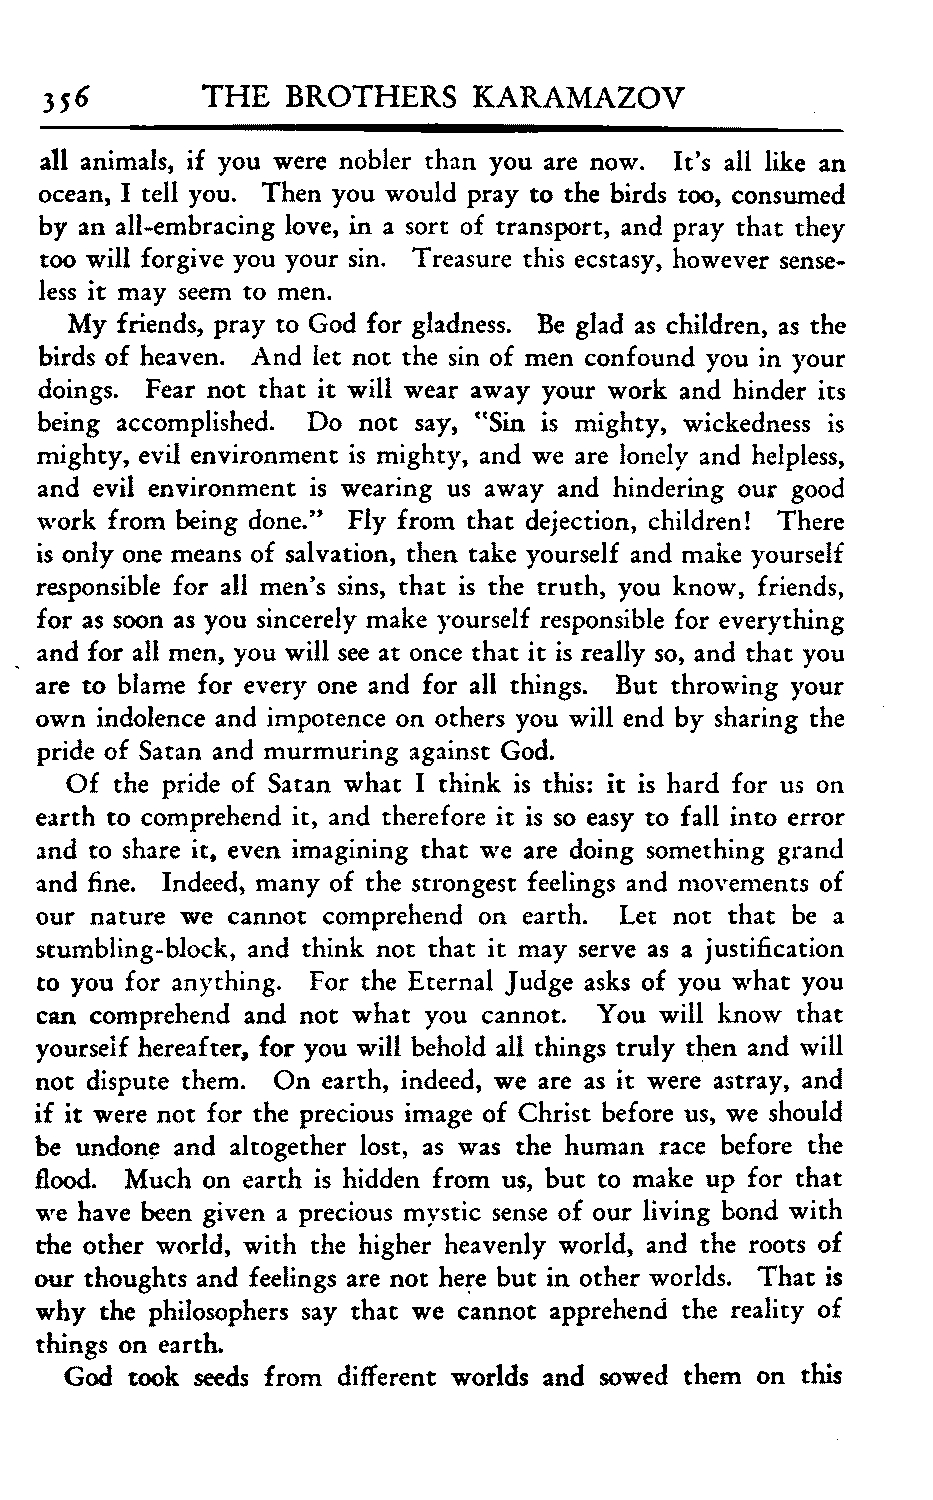 356 THE BROTHERS KARAMAZOV
all animals, if you were nobler than you are now. It's all like an
ocean, I tell you. Then you would pray to the birds too, consumed
by an all-embracing love, in a sort of transport, and pray that they
too will forgive you your sin. Treasure this ecstasy, however sense-
less it may seem to men.
My friends, pray to God for gladness. Be glad as children, as the
birds of heaven. And let not the sin of men confound you in your
doings. Fear not that it will wear away your work and hinder its
being accomplished. Do not say, "Sin is mighty, wickedness is
mighty, evil environment is mighty, and we are lonely and helpless,
and evil environment is wearing us away and hindering our good
work from being done." Fly from that dejection, children! There
is only one means of salvation, then take yourself and make yourself
responsible for all men's sins, that is the truth, you know, friends,
for as soon as you sincerely make yourself responsible for everything
and for all men, you will see at once that it is really so, and that you
are to blame for every one and for all things. But throwing your
own indolence and impotence on others you will end by sharing the
pride of Satan and murmuring against God.
Of the pride of Satan what I think is this: it is hard for us on
earth to comprehend it, and therefore it is so easy to fall into error
and to share it, even imagining that we are doing something grand
and fine. Indeed, many of the strongest feelings and movements of
our nature we cannot comprehend on earth. Let not that be a
stumbling-block, and think not that it may serve as a justification
to you for anything. For the Eternal Judge asks of you what you
can comprehend and not what you cannot. You will know that
yourself hereafter, for you will behold all things truly then and will
not dispute them. On earth, indeed, we are as it were astray, and
if it were not for the precious image of Christ before us, we should
be undone and altogether lost, as was the human race before the
flood. Much on earth is hidden from us, but to make up for that
we have been given a precious mystic sense of our living bond with
the other world, with the higher heavenly world, and the roots of
our thoughts and feelings are not here but in other worlds. That is
why the philosophers say that we cannot apprehend the reality of
things on earth.
God took seeds from different worlds and sowed them on this